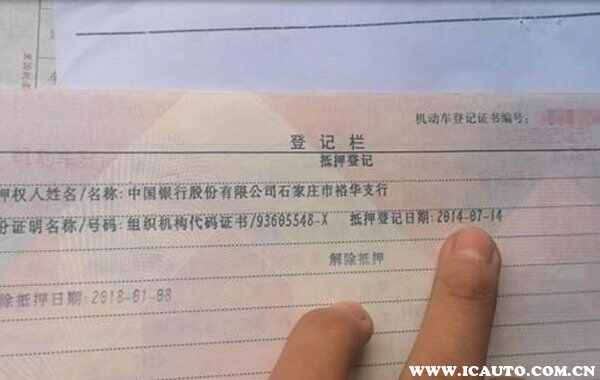 机动车登记证书编号:
登记栏
抵押登记
押权人姓名/名称:中国银行股份有限公司石家庄市裕华支行
份证明名称/号码:组织机构代码证书/93605548-X 抵押登记日期:2014-07-14
解除抵押
除抵押日期:2018-01-08
WWW.ICAUTO.COM.CN